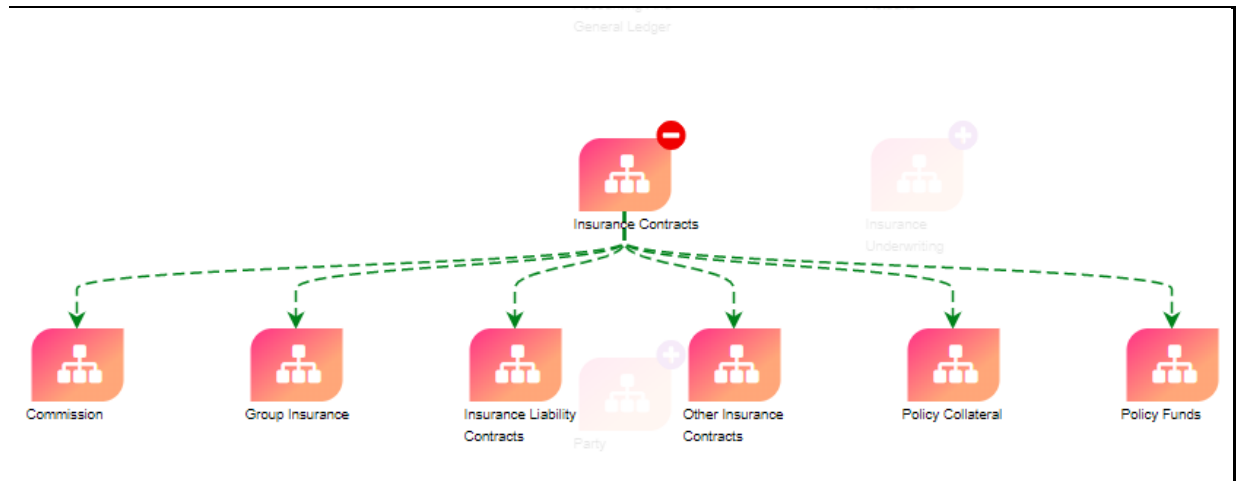 General Ledger
Insurance Contracts
Insurance
Underwriting
Commission
Group Insurance
Insurance Liability
Contracts
Other Insurance
Contracts
Policy Collateral
Policy Funds
Party